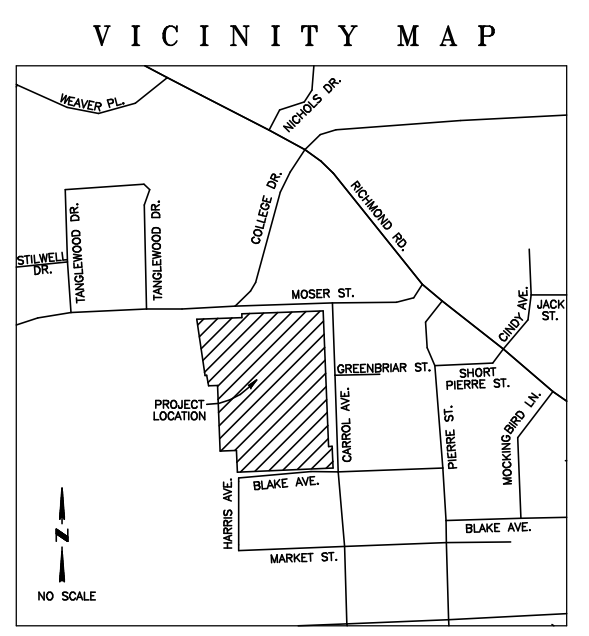 VICINITY MAP
WEAVER PL.
NICHOLS DR.
COLLEGE DR.
RICHMOND RD.
STILWELL
DR.
TANGLEWOOD DR.
TANGLEWOOD DR.
MOSER ST.
CINDY AVE.
JACK
ST.
GREENBRIAR ST.
SHORT
PIERRE ST.
PROJECT
LOCATION
CARROL AVE.
PIERRE ST.
MOCKING BIRD LN.
HARRIS AVE.
BLAKE AVE.
BLAKE AVE.
MARKET ST.
N
NO SCALE